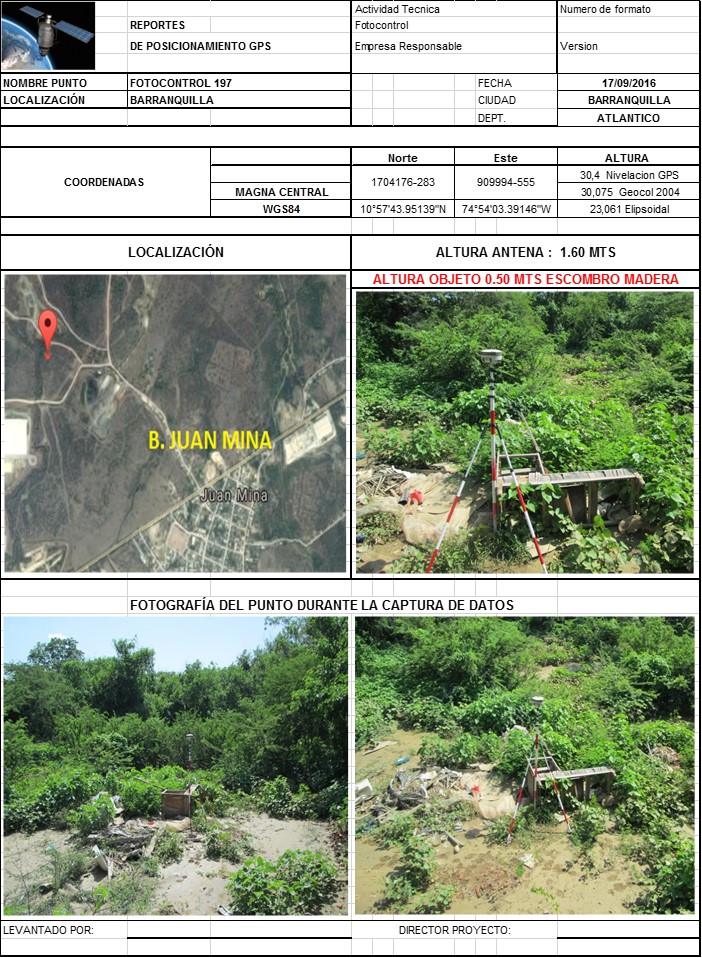 Actividad Tecnica
Numero de formato
REPORTES
Fotocontrol
DE POSICIONAMIENTO GPS
Empresa Responsable
Version
NOMBRE PUNTO
FOTOCONTROL 197
FECHA
17/09/2016
LOCALIZACIÓN
BARRANQUILLA
CIUDAD
BARRANQUILLA
DEPT.
ATLANTICO
COORDENADAS
Norte
Este
ALTURA
1704176-283
909994-555
30,4 Nivelacion GPS
MAGNA CENTRAL
30,075 Geocol 2004
WGS84
10°57'43.95139"N
74°54'03.39146"W
23,061 Elipsoidal
LOCALIZACIÓN
ALTURA ANTENA : 1.60 MTS
ALTURA OBJETO 0.50 MTS ESCOMBRO MADERA
B. JUAN MINA
Juan Mina
FOTOGRAFÍA DEL PUNTO DURANTE LA CAPTURA DE DATOS
LEVANTADO POR:
DIRECTOR PROYECTO: